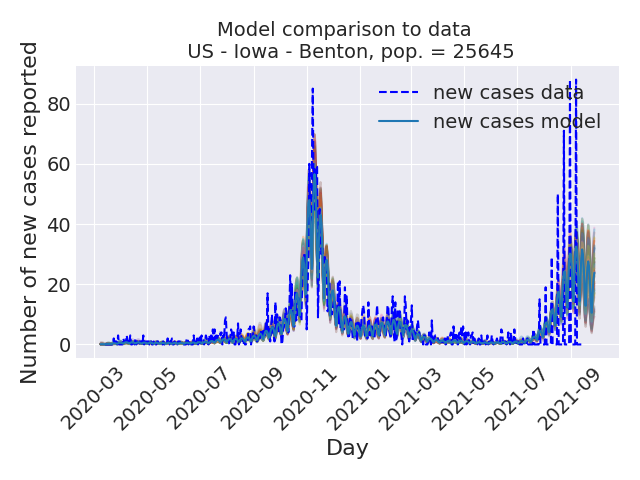 Model comparison to data
US - Iowa - Benton, pop. = 25645
Number of new cases reported
80
60
40
20
0
new cases data
new cases model
2020-03
2020-05
2020-07
2020-09
2020-11
2021-01
2021-03
2021-05
2021-07
2021-09
Day